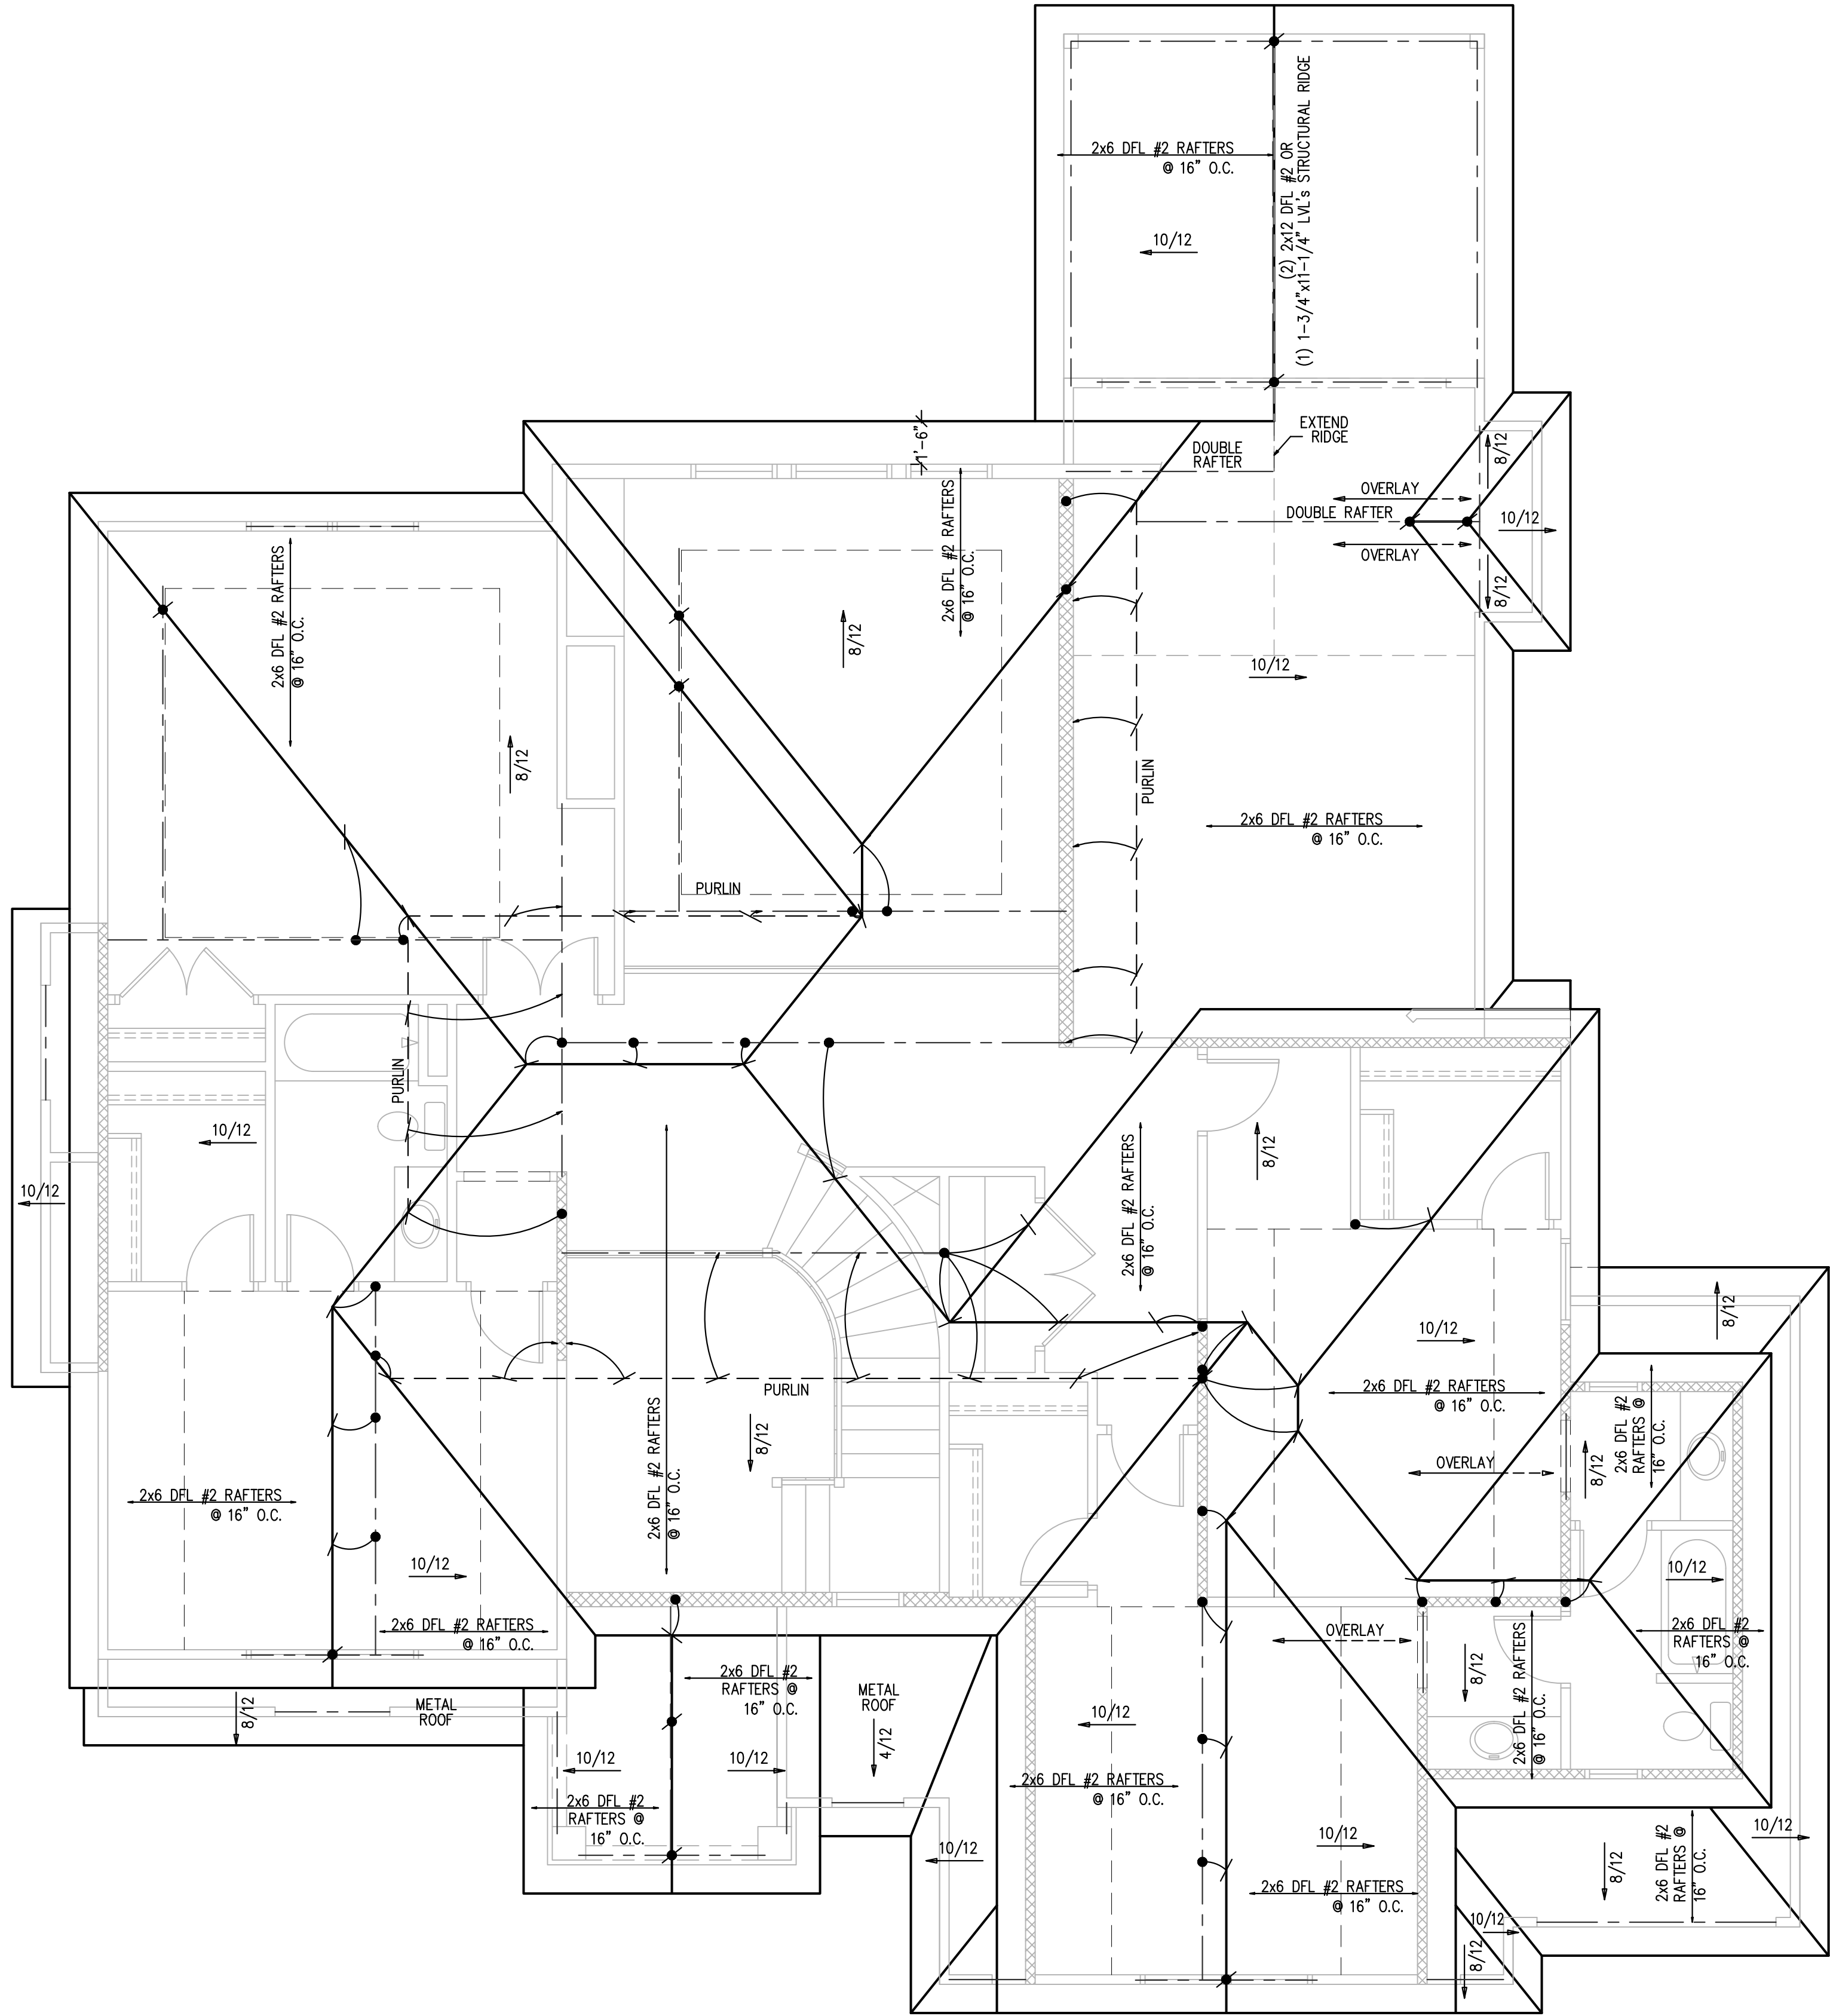 2x6 DFL #2 RAFTERS
@ 16" O.C.
(2) 2x12 DFL #2 OR
(1) 1-3/4"x11-1/4" LVL's STRUCTURAL RIDGE
10/12
1'-6"
DOUBLE
RAFTER
EXTEND
RIDGE
8/12
OVERLAY
DOUBLE RAFTER
10/12
OVERLAY
8/12
2x6 DFL #2 RAFTERS
@ 16" O.C.
2x6 DFL #2 RAFTERS
@ 16" O.C.
8/12
10/12
8/12
PURLIN
2x6 DFL #2 RAFTERS
@ 16" O.C.
PURLIN
PURLIN
10/12
10/12
2x6 DFL #2 RAFTERS
@ 16" O.C.
8/12
8/12
10/12
PURLIN
2x6 DFL #2 RAFTERS
@ 16" O.C.
2x6 DFL #2 RAFTERS
@ 16" O.C.
8/12
2x6 DFL #2
RAFTERS @
16" O.C.
OVERLAY
8/12
2x6 DFL #2 RAFTERS
@ 16" O.C.
10/12
10/12
2x6 DFL #2 RAFTERS
@ 16" O.C.
OVERLAY
2x6 DFL #2
RAFTERS @
16" O.C.
2x6 DFL #2
RAFTERS @
16" O.C.
8/12
2x6 DFL #2 RAFTERS
@ 16" O.C.
METAL
ROOF
8/12
METAL
ROOF
4/12
10/12
10/12
10/12
2x6 DFL #2 RAFTERS
@ 16" O.C.
2x6 DFL #2
RAFTERS @
16" O.C.
10/12
10/12
10/12
8/12
2x6 DFL #2
RAFTERS @
16" O.C.
2x6 DFL #2 RAFTERS
@ 16" O.C.
10/12
8/12